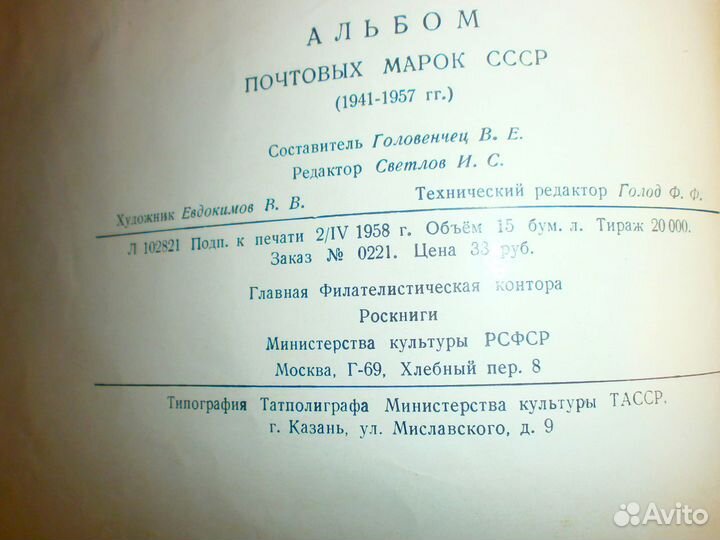 АЛЬБОМ
ПОЧТОВЫХ МАРОК СССР
(1941-1957 гг.)
Составитель Головенчец В. Е.
Редактор Светлов И. С.
Художник Евдокимов В. В. Технический редактор Голод Ф. Ф.
Л 102821 Подп. к печати 2/IV 1958 г. Объём 15 бум. л. Тираж 20 000.
Заказ № 0221. Цена 33 руб.
Главная Филателистическая контора
Роскниги
Министерства культуры РСФСР
Москва, Г-69, Хлебный пер. 8
Типография Татполиграфа Министерства культуры ТАССР.
г. Казань, ул. Миславского, д. 9
Avito